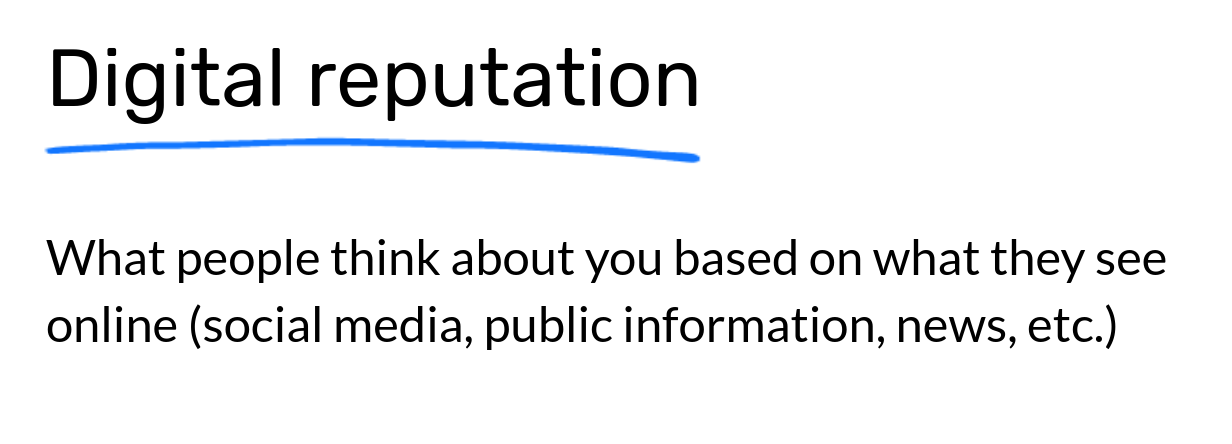 Digital reputation
What people think about you based on what they see
online (social media, public information, news, etc.)